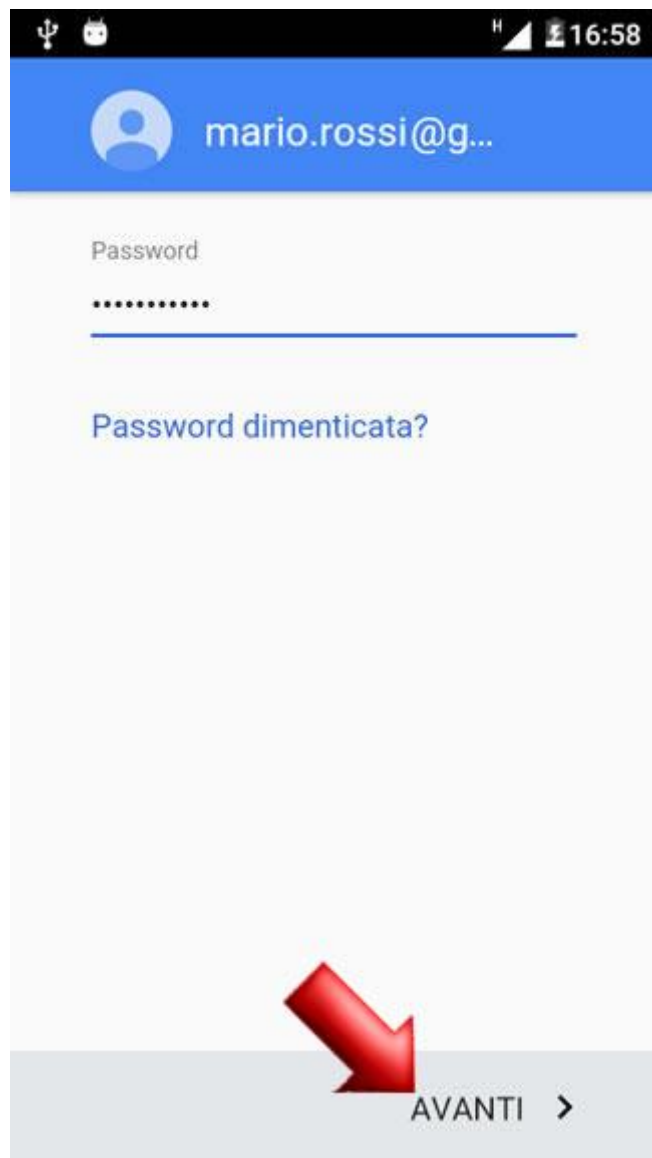 H 16:58
mario.rossi@g...
Password
•••••••••••
Password dimenticata?
AVANTI